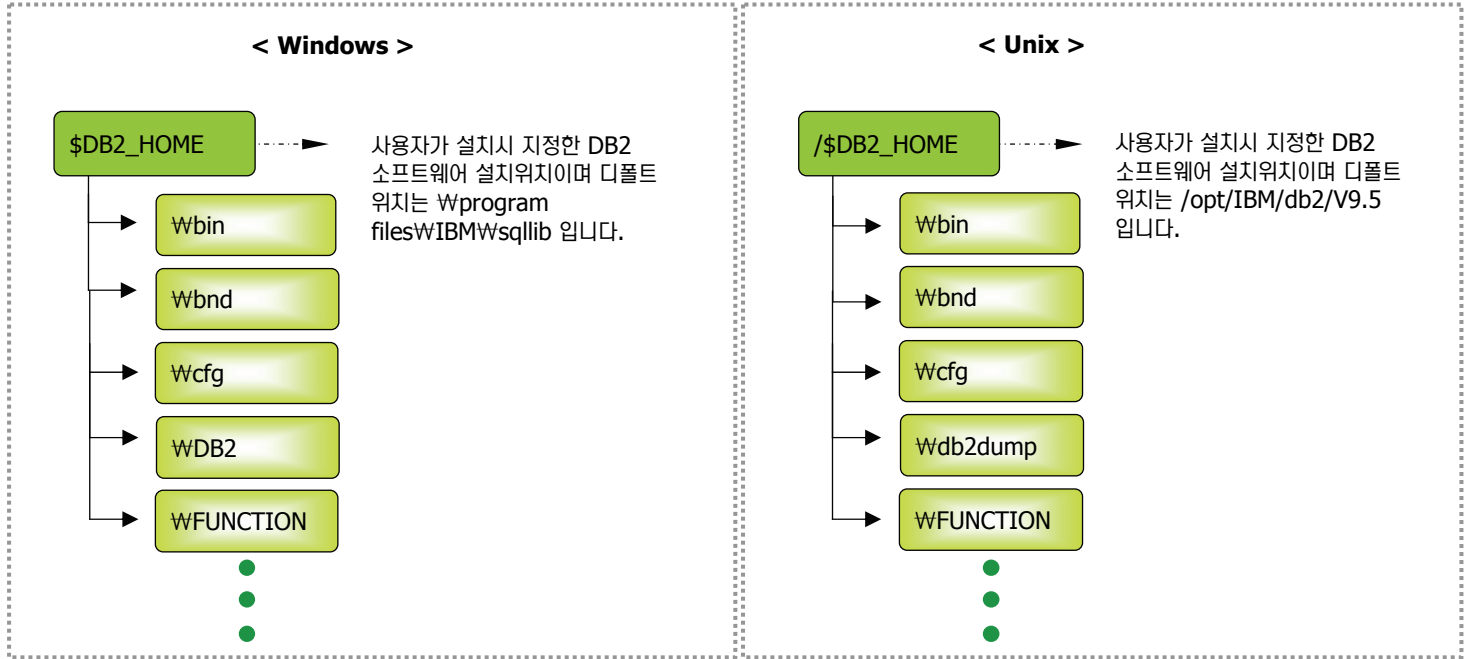 < Windows >
$DB2_HOME
사용자가 설치시 지정한 DB2
소프트웨어 설치위치이며 디폴트
위치는 ₩program
files₩IBM₩sqllib 입니다.
₩bin
₩bnd
₩cfg
₩DB2
₩FUNCTION
< Unix >
/$DB2_HOME
사용자가 설치시 지정한 DB2
소프트웨어 설치위치이며 디폴트
위치는 /opt/IBM/db2/V9.5
입니다.
₩bin
₩bnd
₩cfg
₩db2dump
₩FUNCTION